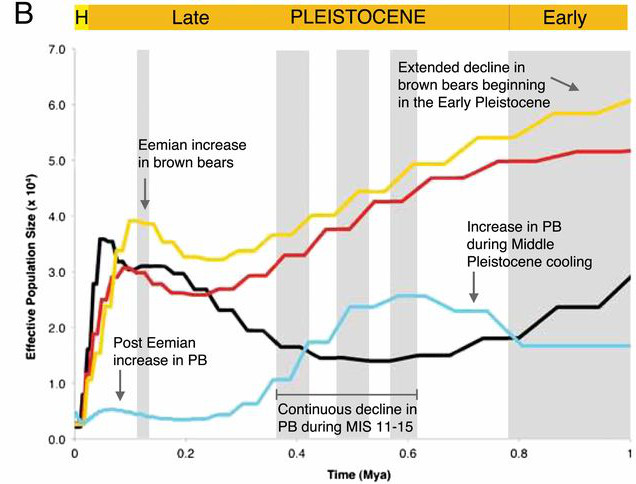 B
H Late PLEISTOCENE Early
Effective Population Size (x 10⁴)
7.0
6.0
5.0
4.0
3.0
2.0
1.0
0.0
Extended decline in
brown bears beginning
in the Early Pleistocene
Eemian increase
in brown bears
Increase in PB
during Middle
Pleistocene cooling
Post Eemian
increase in PB
Continuous decline in
PB during MIS 11-15
0 0.2 0.4 0.6 0.8 1
Time (Mya)